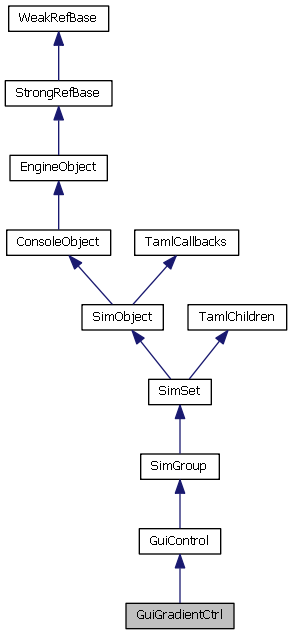 WeakRefBase
StrongRefBase
EngineObject
ConsoleObject
TamlCallbacks
SimObject
TamlChildren
SimSet
SimGroup
GuiControl
GuiGradientCtrl